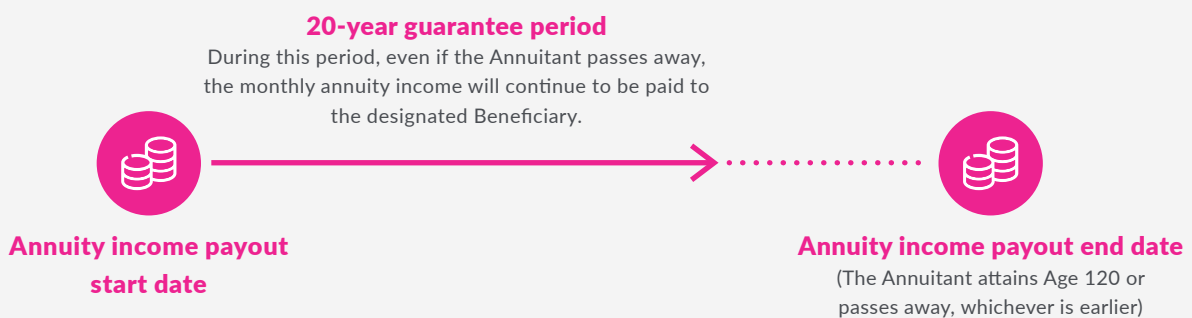 20-year guarantee period
During this period, even if the Annuitant passes away,
the monthly annuity income will continue to be paid to
the designated Beneficiary.
Annuity income payout
start date
Annuity income payout end date
(The Annuitant attains Age 120 or
passes away, whichever is earlier)